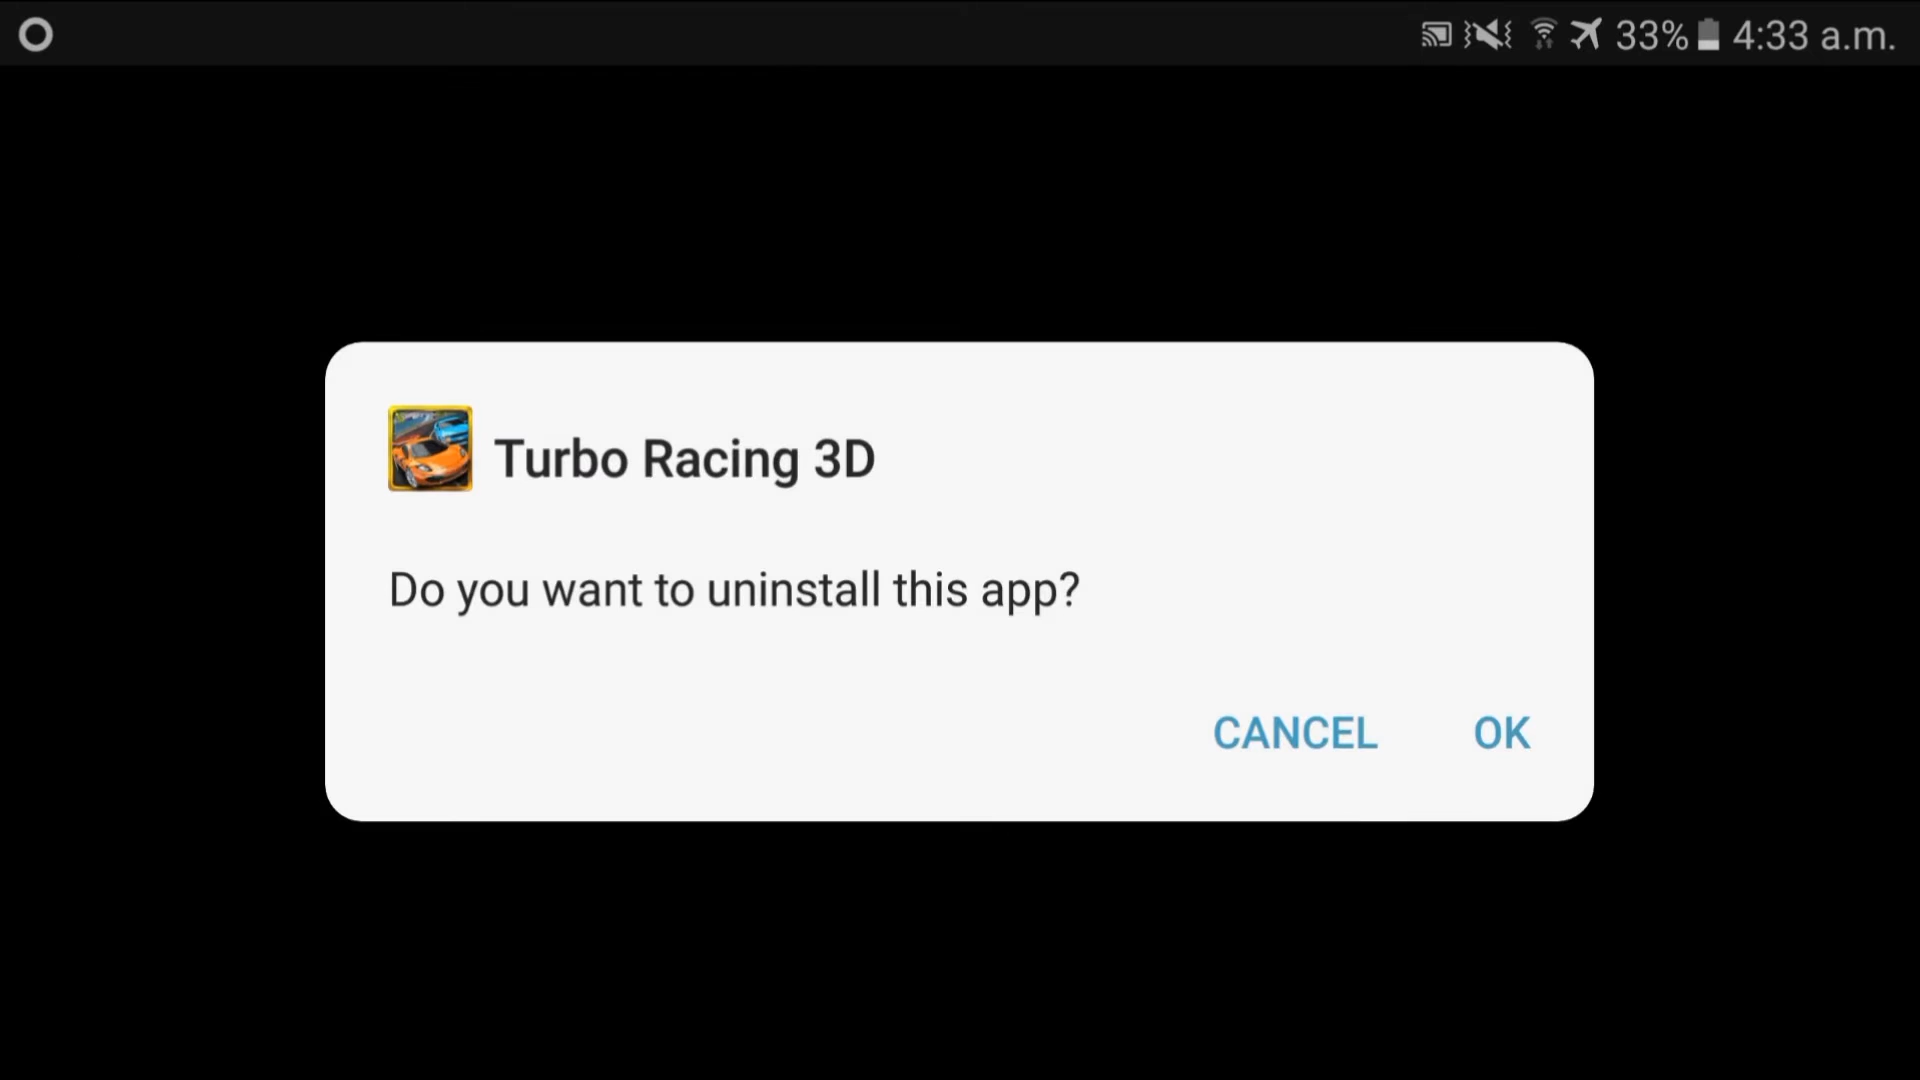 33% 4:33 a.m.
Turbo Racing 3D
Do you want to uninstall this app?
CANCEL OK